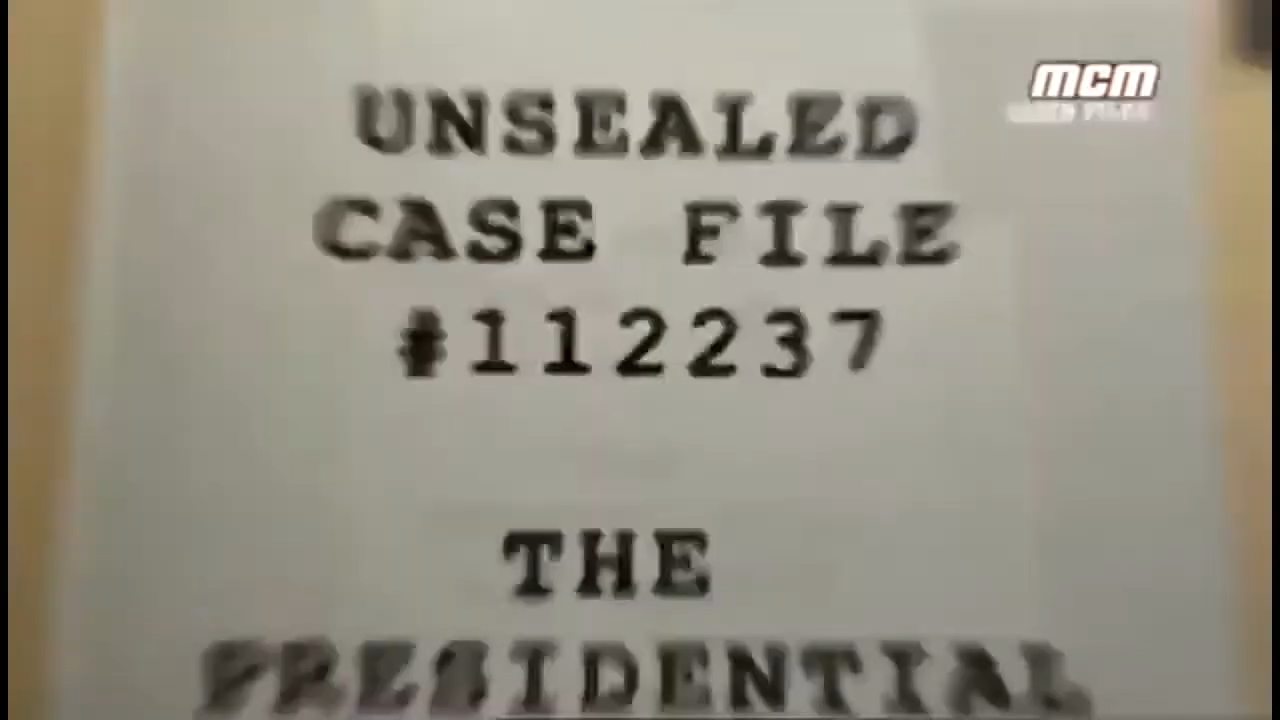 UNSEALED
CASE FILE
#112237
THE
PRESIDENTIAL
mcm